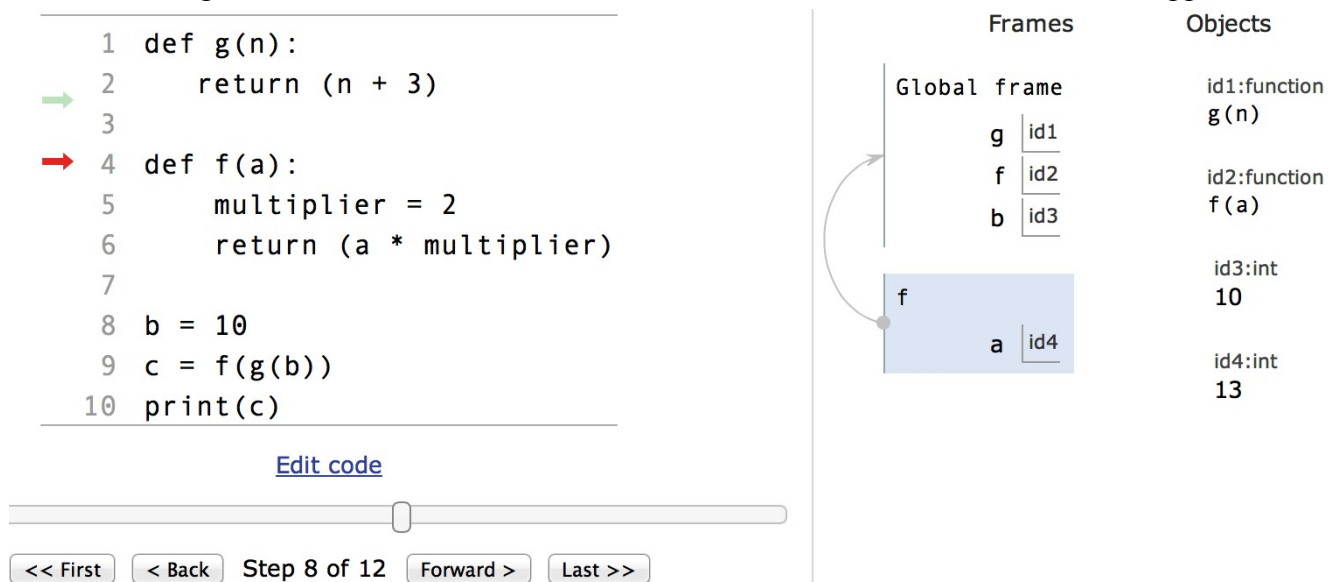 1 def g(n):
2 return (n + 3)
3
4 def f(a):
5 multiplier = 2
6 return (a * multiplier)
7
8 b = 10
9 c = f(g(b))
10 print(c)
Edit code
<< First < Back Step 8 of 12 Forward > Last >>
Frames Objects
Global frame
g id1
f id2
b id3
f
a id4
id1:function
g(n)
id2:function
f(a)
id3:int
10
id4:int
13